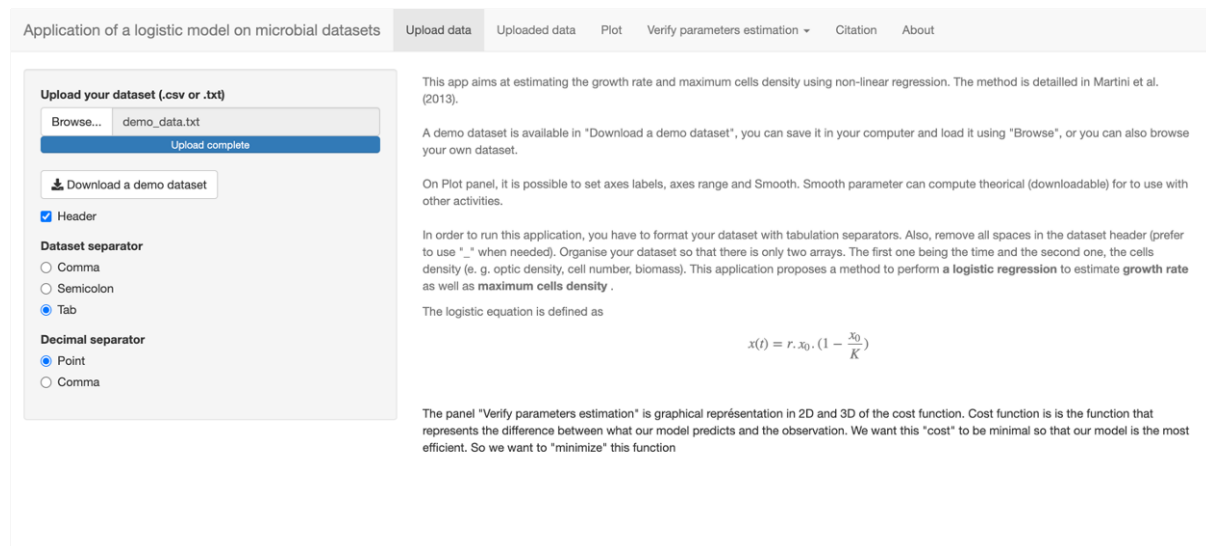 Application of a logistic model on microbial datasets
Upload data
Uploaded data
Plot
Verify parameters estimation
Citation
About
Upload your dataset (.csv or .txt)
Browse...
demo_data.txt
Upload complete
Download a demo dataset
Header
Dataset separator
Comma
Semicolon
Tab
Decimal separator
Point
Comma
This app aims at estimating the growth rate and maximum cells density using non-linear regression. The method is detailled in Martini et al.
(2013).
A demo dataset is available in "Download a demo dataset", you can save it in your computer and load it using "Browse", or you can also browse
your own dataset.
On Plot panel, it is possible to set axes labels, axes range and Smooth. Smooth parameter can compute theorical (downloadable) for to use with
other activities.
In order to run this application, you have to format your dataset with tabulation separators. Also, remove all spaces in the dataset header (prefer
to use "_" when needed). Organise your dataset so that there is only two arrays. The first one being the time and the second one, the cells
density (e. g. optic density, cell number, biomass). This application proposes a method to perform a logistic regression to estimate growth rate
as well as maximum cells density .
The logistic equation is defined as
x(t) = r. x₀. (1 − x₀/K)
The panel "Verify parameters estimation" is graphical représentation in 2D and 3D of the cost function. Cost function is is the function that
represents the difference between what our model predicts and the observation. We want this "cost" to be minimal so that our model is the most
efficient. So we want to "minimize" this function